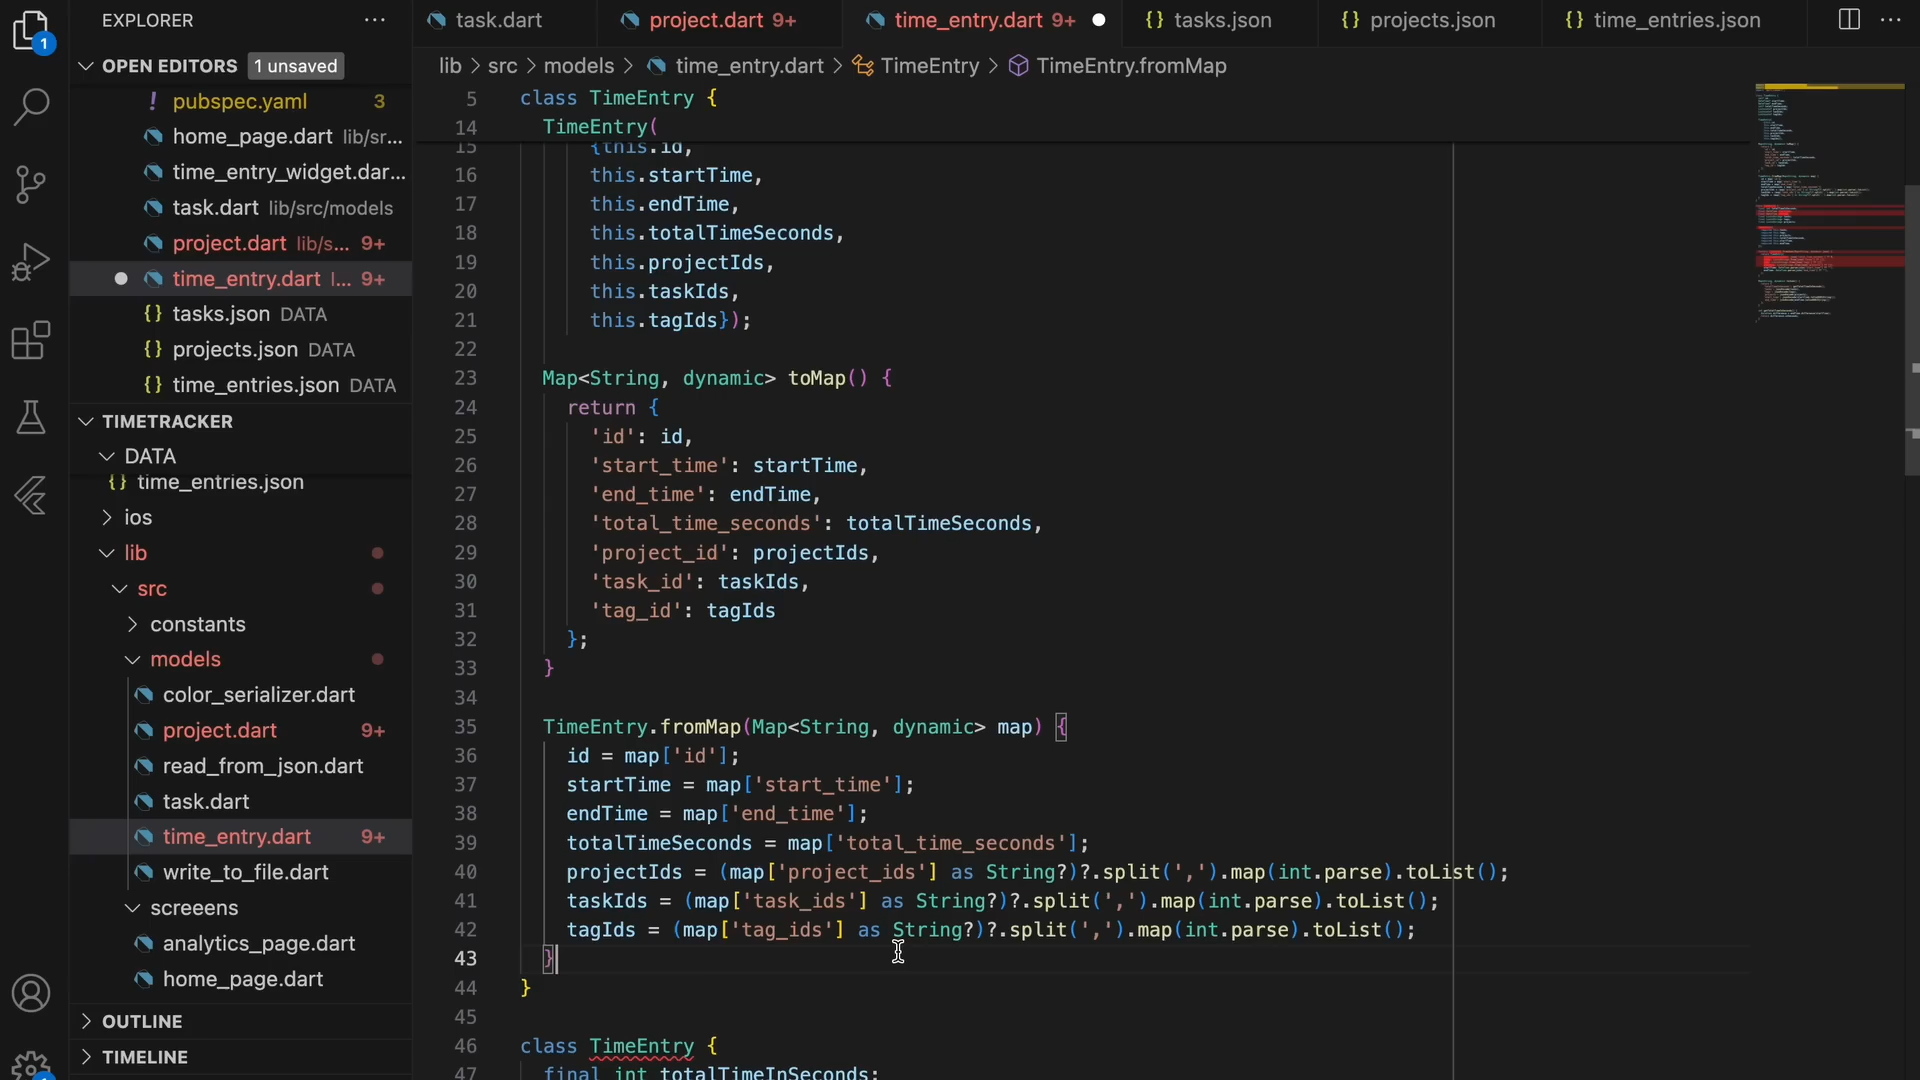 EXPLORER
task.dart
project.dart 9+
time_entry.dart 9+
tasks.json
projects.json
time_entries.json
1
OPEN EDITORS 1 unsaved
! pubspec.yaml 3
home_page.dart lib/sr...
time_entry_widget.dar...
task.dart lib/src/models
project.dart lib/s... 9+
time_entry.dart l... 9+
{} tasks.json DATA
{} projects.json DATA
{} time_entries.json DATA
TIMETRACKER
DATA
{} time_entries.json
ios
lib
src
constants
models
color_serializer.dart
project.dart 9+
read_from_json.dart
task.dart
time_entry.dart 9+
write_to_file.dart
screeens
analytics_page.dart
home_page.dart
OUTLINE
TIMELINE
lib > src > models > time_entry.dart > TimeEntry > TimeEntry.fromMap
5 class TimeEntry {
14 TimeEntry(
15 {this.id,
16 this.startTime,
17 this.endTime,
18 this.totalTimeSeconds,
19 this.projectIds,
20 this.taskIds,
21 this.tagIds});
22
23 Map<String, dynamic> toMap() {
24 return {
25 'id': id,
26 'start_time': startTime,
27 'end_time': endTime,
28 'total_time_seconds': totalTimeSeconds,
29 'project_id': projectIds,
30 'task_id': taskIds,
31 'tag_id': tagIds
32 };
33 }
34
35 TimeEntry.fromMap(Map<String, dynamic> map) {
36 id = map['id'];
37 startTime = map['start_time'];
38 endTime = map['end_time'];
39 totalTimeSeconds = map['total_time_seconds'];
40 projectIds = (map['project_ids'] as String?)?.split(',').map(int.parse).toList();
41 taskIds = (map['task_ids'] as String?)?.split(',').map(int.parse).toList();
42 tagIds = (map['tag_ids'] as String?)?.split(',').map(int.parse).toList();
43 }
44 }
45
46 class TimeEntry {
47 final int totalTimeInSeconds;